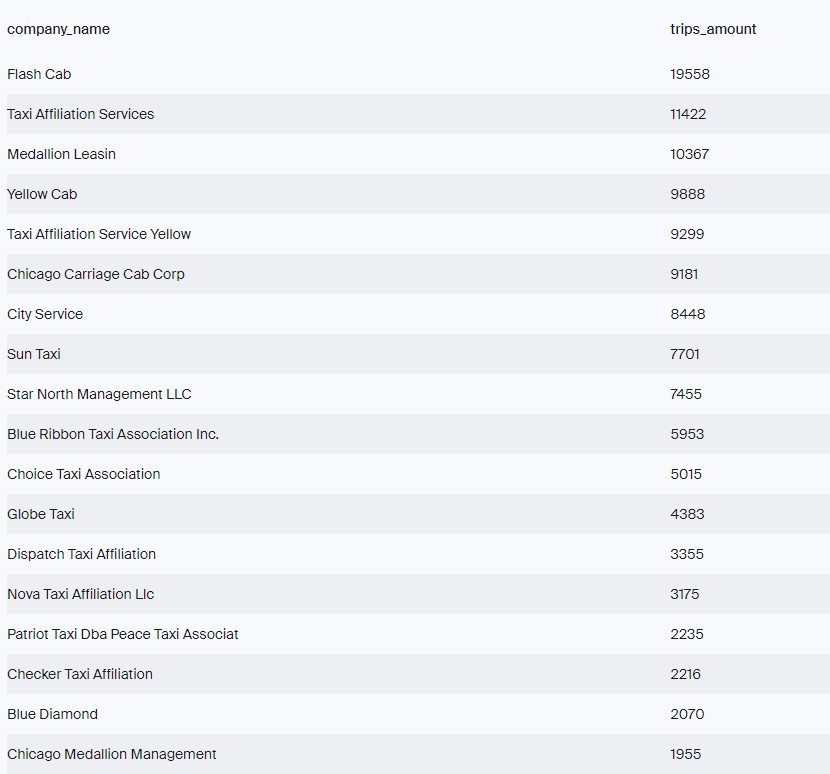 company_name trips_amount
Flash Cab 19558
Taxi Affiliation Services 11422
Medallion Leasin 10367
Yellow Cab 9888
Taxi Affiliation Service Yellow 9299
Chicago Carriage Cab Corp 9181
City Service 8448
Sun Taxi 7701
Star North Management LLC 7455
Blue Ribbon Taxi Association Inc. 5953
Choice Taxi Association 5015
Globe Taxi 4383
Dispatch Taxi Affiliation 3355
Nova Taxi Affiliation Llc 3175
Patriot Taxi Dba Peace Taxi Associat 2235
Checker Taxi Affiliation 2216
Blue Diamond 2070
Chicago Medallion Management 1955